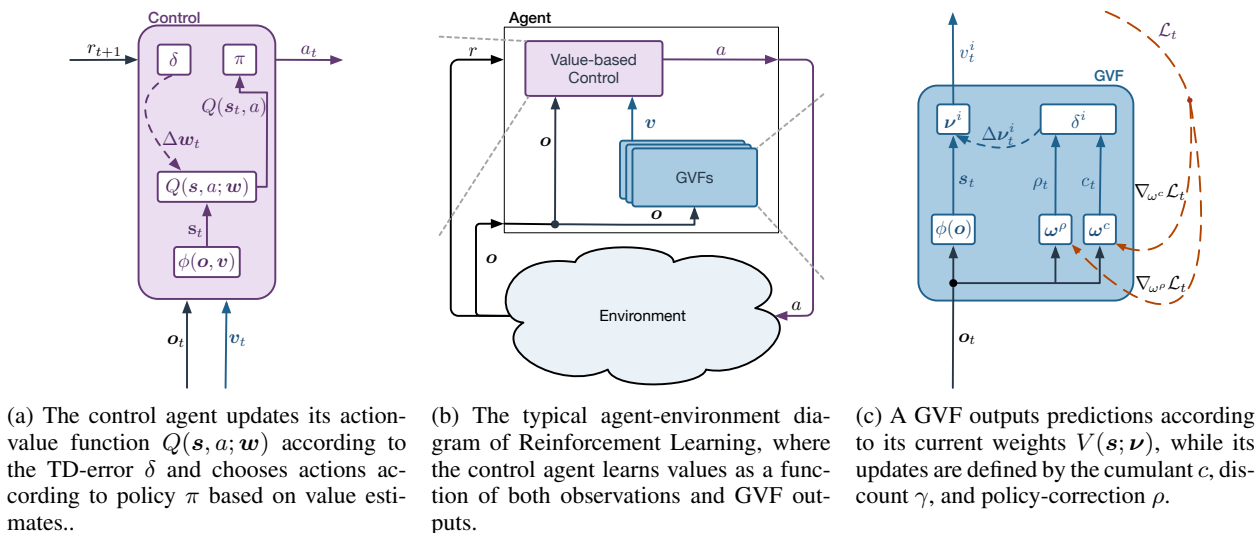 Control
r_{t+1}
δ
π
a_t
Q(s_t, a)
Δw_t
Q(s, a; w)
s_t
ϕ(o, v)
o_t
v_t
(a) The control agent updates its action-
value function Q(s, a; w) according to
the TD-error δ and chooses actions ac-
cording to policy π based on value esti-
mates..
Agent
r
Value-based
Control
a
o
v
GVFs
o
o
Environment
a
(b) The typical agent-environment dia-
gram of Reinforcement Learning, where
the control agent learns values as a func-
tion of both observations and GVF out-
puts.
v_t^i
ℒ_t
GVF
ν^i
Δν_t^i
δ^i
s_t
ρ_t
c_t
∇_{ω^c} ℒ_t
ϕ(o)
ω^ρ
ω^c
∇_{ω^ρ} ℒ_t
o_t
(c) A GVF outputs predictions according
to its current weights V(s; ν), while its
updates are defined by the cumulant c, dis-
count γ, and policy-correction ρ.